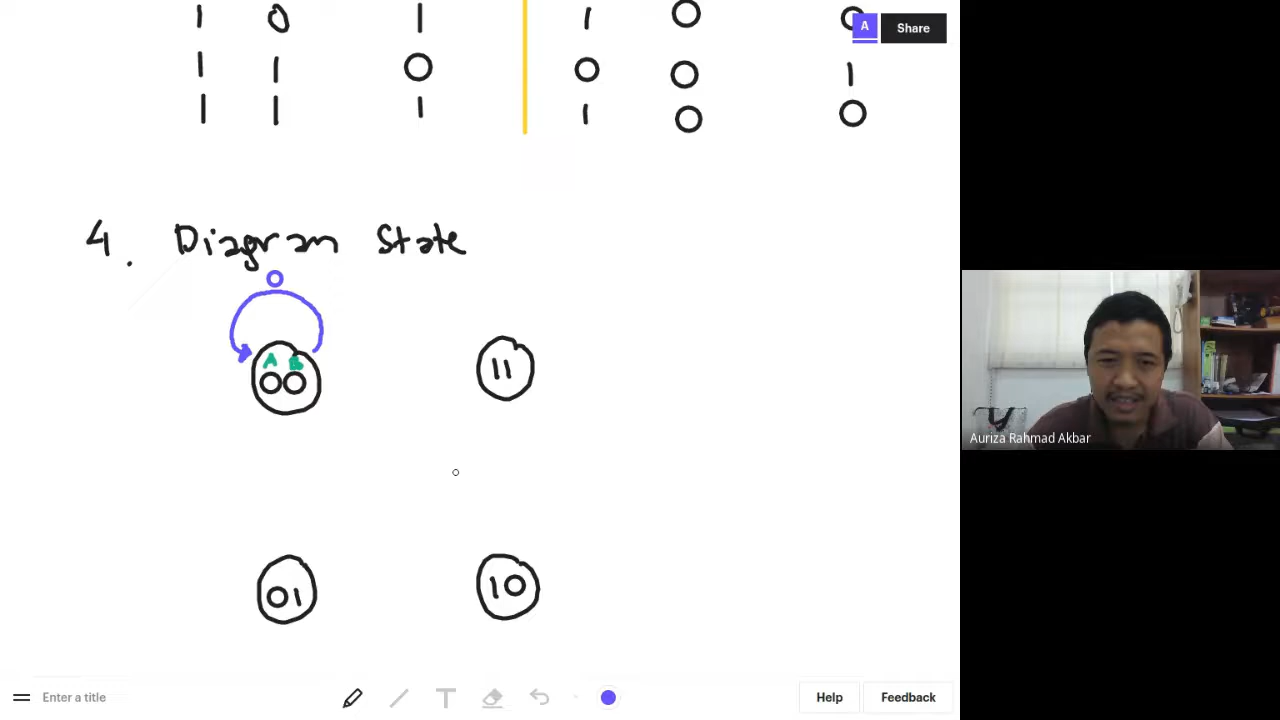 1 0 1 1 0 0
A Share
1 1 0 0 0 1
1 1 1 1 0 0
4. Diagram State
0
A B
00 11
Auriza Rahmad Akbar
01 10
Enter a title T Help Feedback